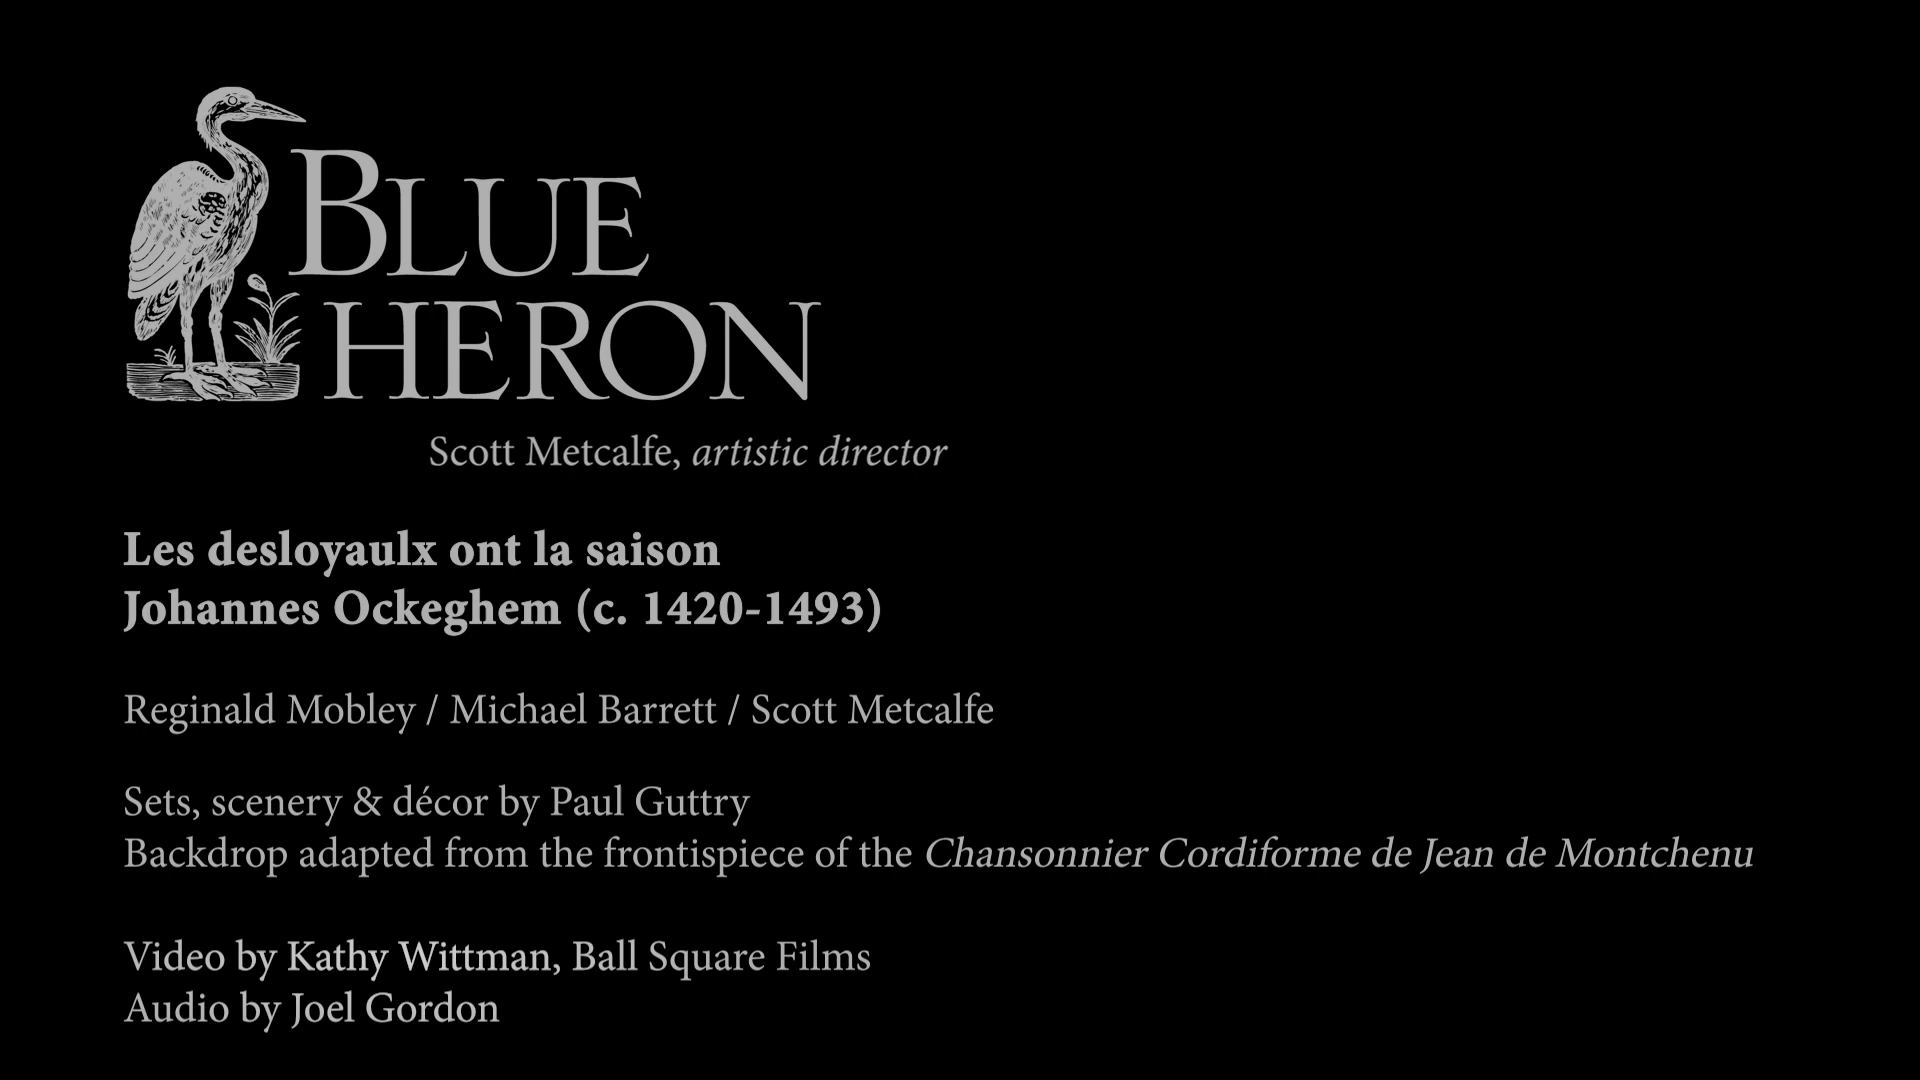 BLUE
HERON
Scott Metcalfe, artistic director
Les desloyaulx ont la saison
Johannes Ockeghem (c. 1420-1493)
Reginald Mobley / Michael Barrett / Scott Metcalfe
Sets, scenery & décor by Paul Guttry
Backdrop adapted from the frontispiece of the Chansonnier Cordiforme de Jean de Montchenu
Video by Kathy Wittman, Ball Square Films
Audio by Joel Gordon